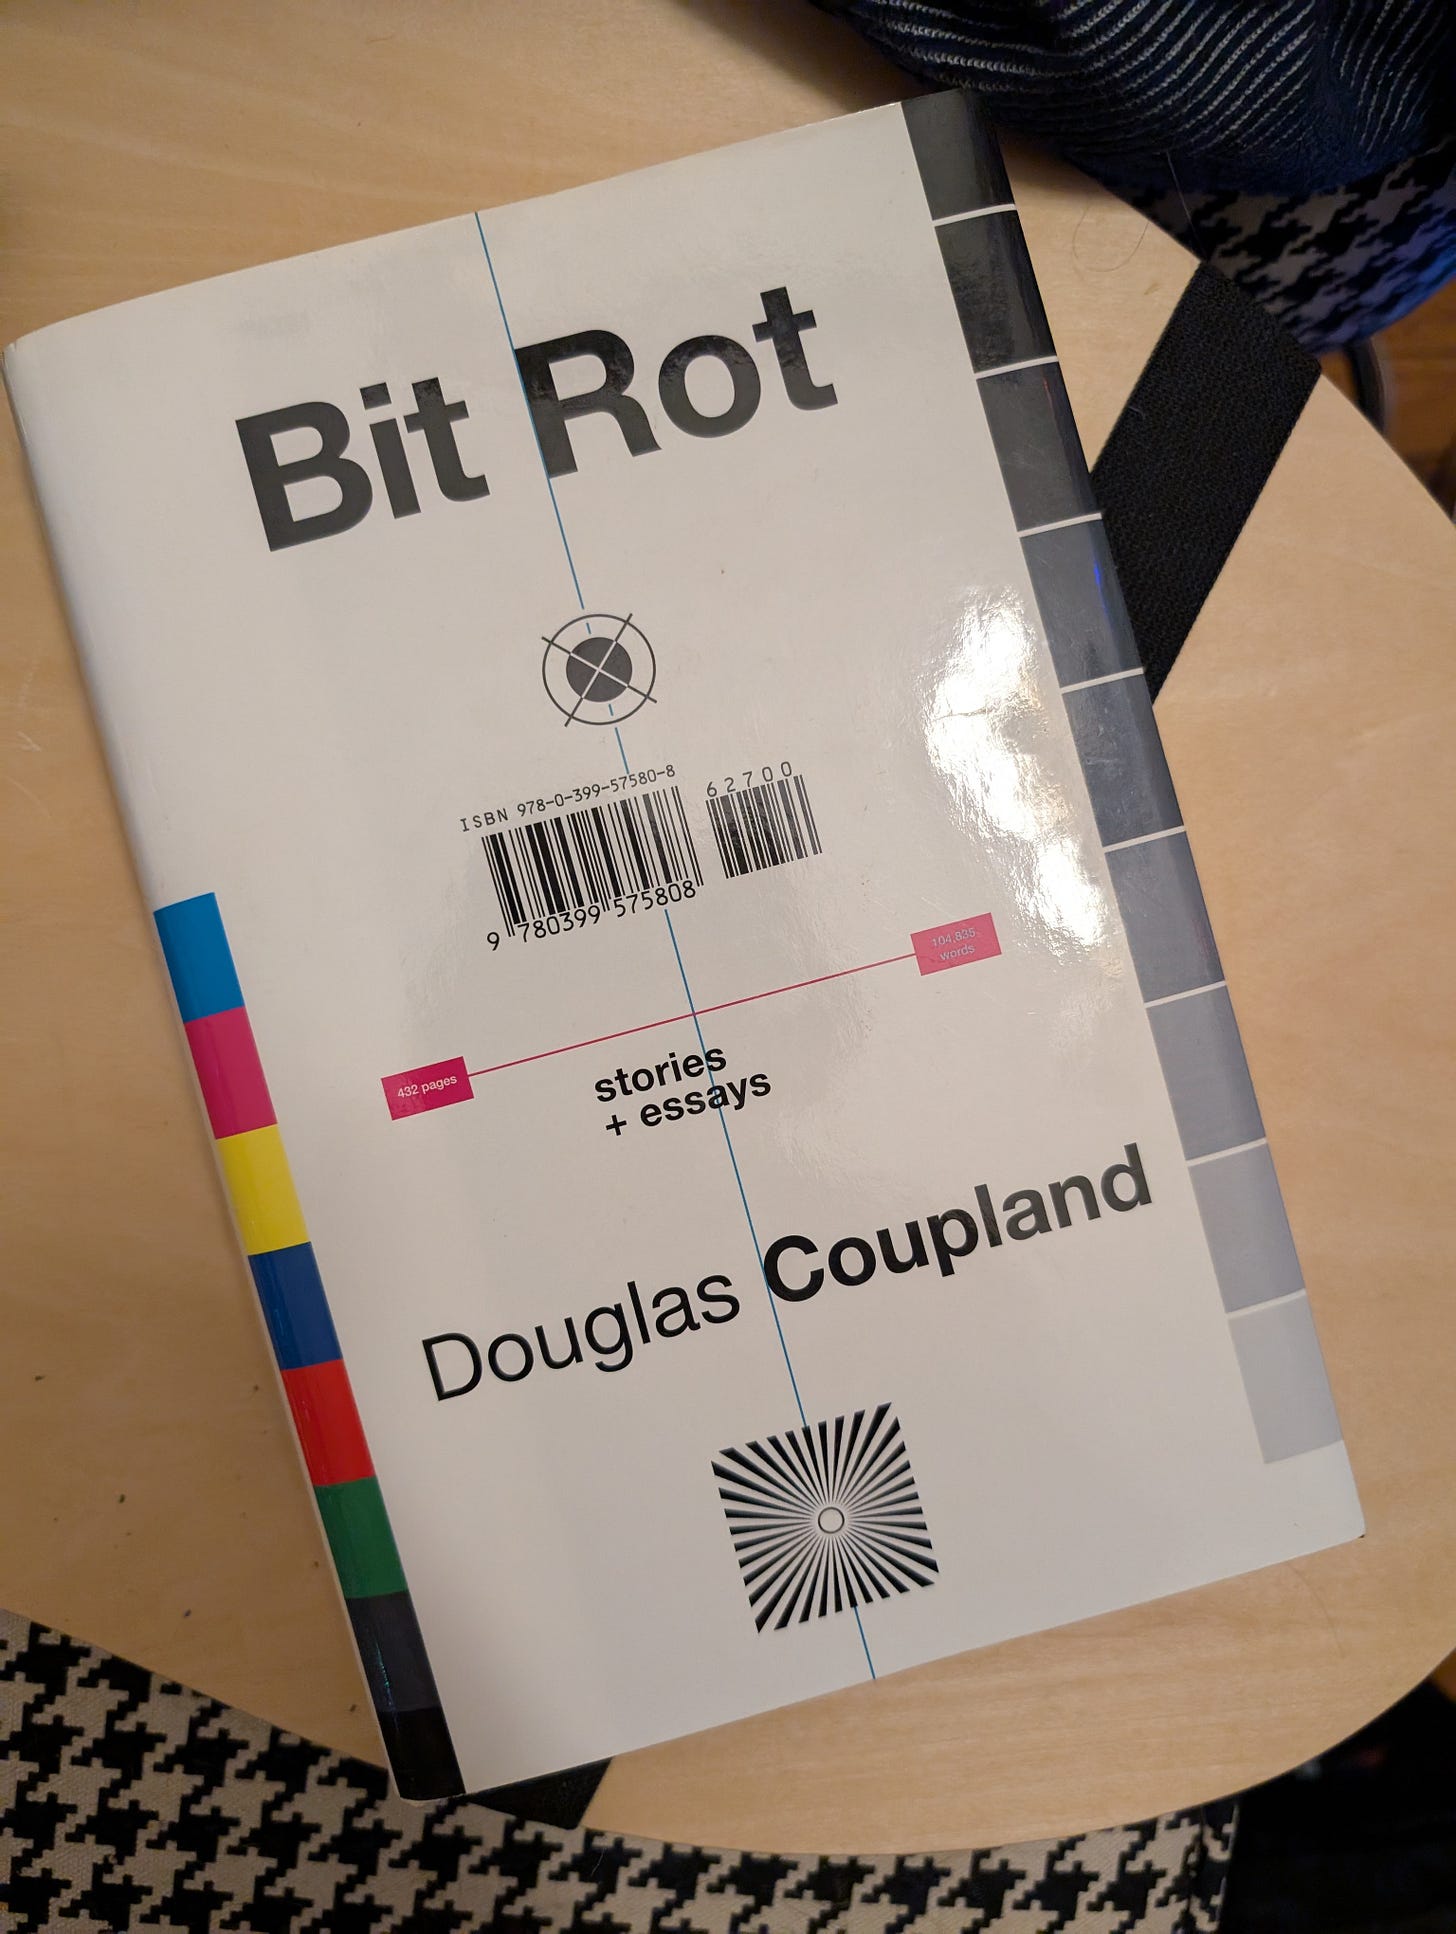 Bit Rot
ISBN 978-0-399-57580-8
62700
9 780399 575808
104,835
words
432 pages
stories
+ essays
Douglas Coupland